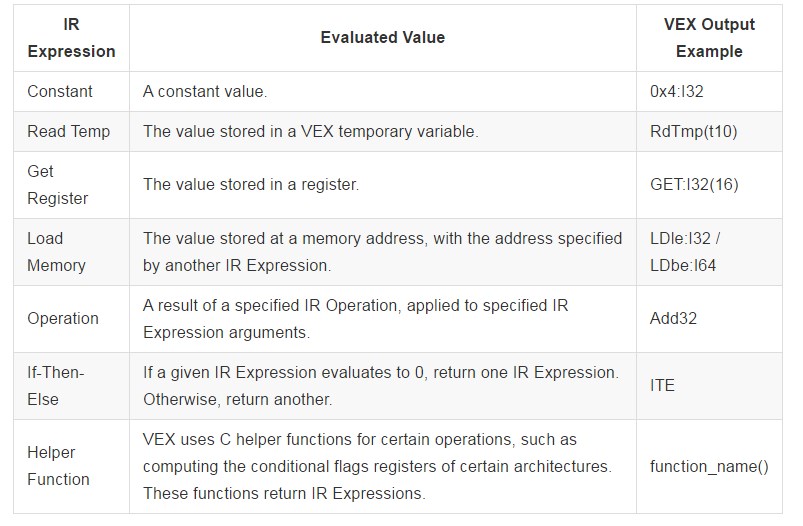 IR
Expression
Evaluated Value
VEX Output
Example
Constant
A constant value.
0x4:I32
Read Temp
The value stored in a VEX temporary variable.
RdTmp(t10)
Get
Register
The value stored in a register.
GET:I32(16)
Load
Memory
The value stored at a memory address, with the address specified
by another IR Expression.
LDle:I32 /
LDbe:I64
Operation
A result of a specified IR Operation, applied to specified IR
Expression arguments.
Add32
If-Then-
Else
If a given IR Expression evaluates to 0, return one IR Expression.
Otherwise, return another.
ITE
Helper
Function
VEX uses C helper functions for certain operations, such as
computing the conditional flags registers of certain architectures.
These functions return IR Expressions.
function_name()